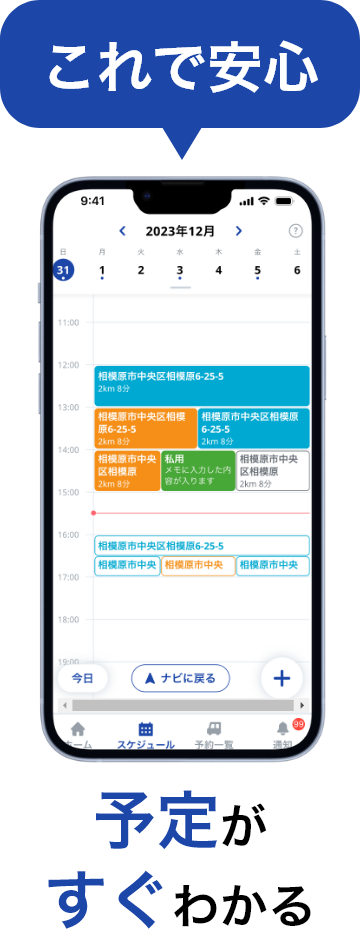 これで安心
9:41
2023年12月
?
日 月 火 水 木 金 土
31 1 2 3 4 5 6
11:00
12:00
相模原市中央区相模原6-25-5
2km 8分
13:00
相模原市中央区相模
原6-25-5
2km 8分
相模原市中央区相模原
6-25-5
2km 8分
14:00
相模原市中央
区相模原
2km 8分
私用
メモに入力した内
容が入ります
相模原市中央
区相模原
2km 8分
15:00
16:00
相模原市中央区相模原6-25-5
相模原市中央
相模原市中央
相模原市中央
17:00
18:00
19:00
今日
ナビに戻る
+
ホーム
スケジュール
予約一覧
通知
99
予定が
すぐわかる